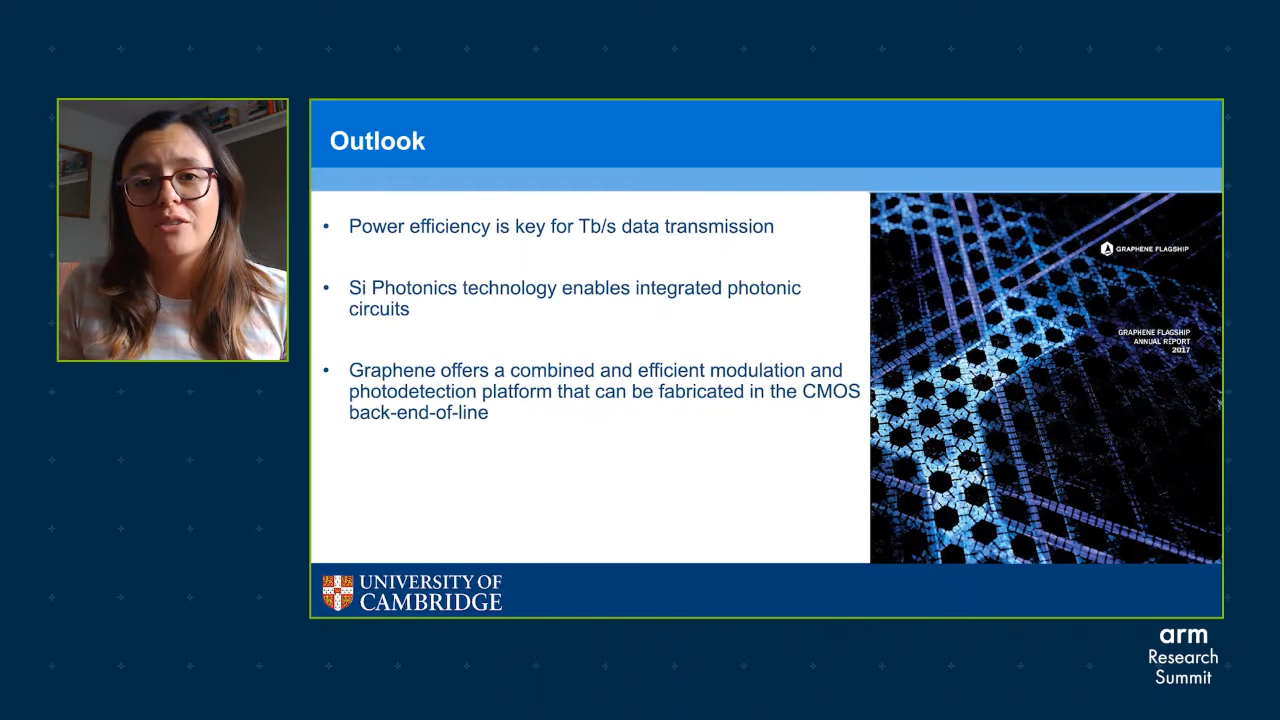 Outlook
• Power efficiency is key for Tb/s data transmission
• Si Photonics technology enables integrated photonic
circuits
• Graphene offers a combined and efficient modulation and
photodetection platform that can be fabricated in the CMOS
back-end-of-line
GRAPHENE FLAGSHIP
GRAPHENE FLAGSHIP
ANNUAL REPORT
2017
UNIVERSITY OF
CAMBRIDGE
arm
Research
Summit